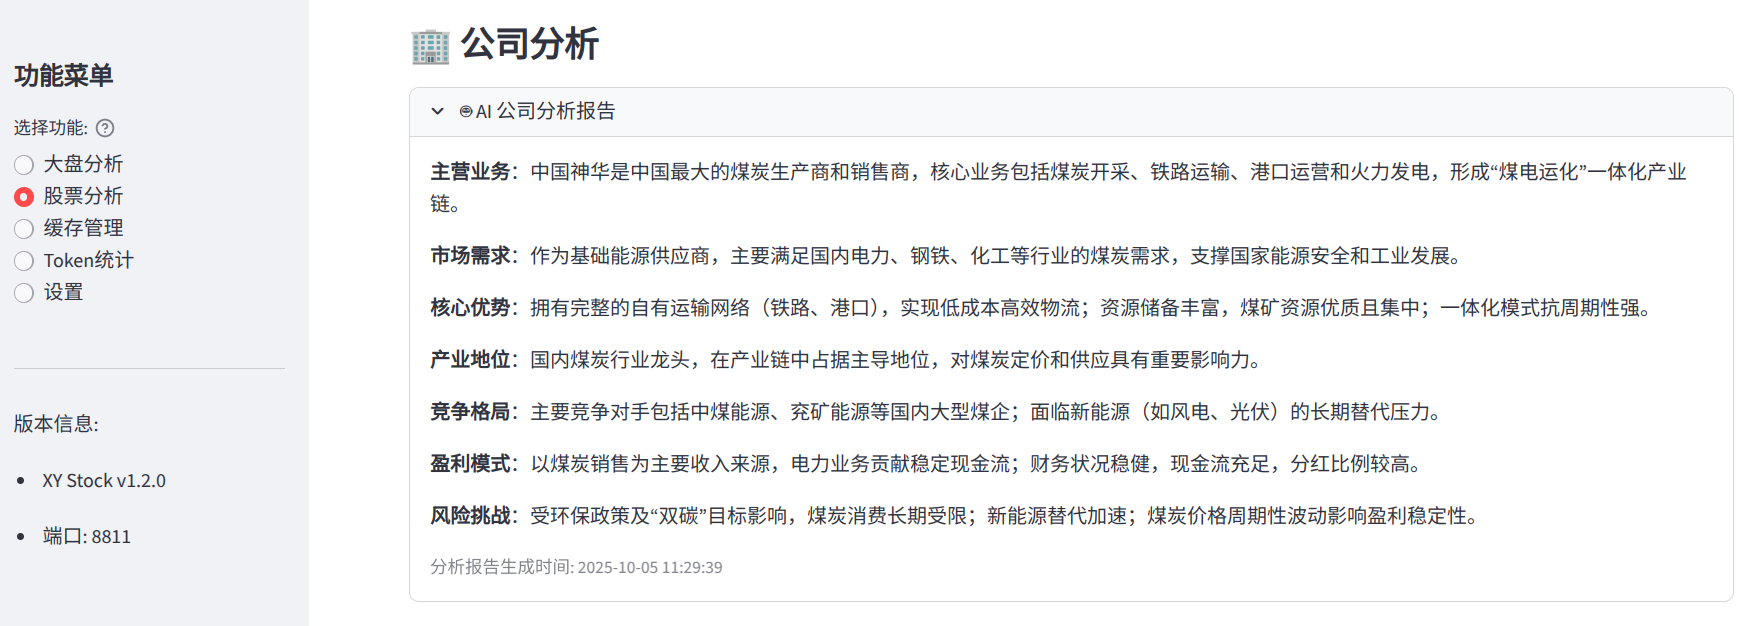 功能菜单
选择功能:
大盘分析
股票分析
缓存管理
Token统计
设置
版本信息:
XY Stock v1.2.0
端口: 8811
公司分析
AI 公司分析报告
主营业务：中国神华是中国最大的煤炭生产商和销售商，核心业务包括煤炭开采、铁路运输、港口运营和火力发电，形成“煤电运化”一体化产业
链。
市场需求：作为基础能源供应商，主要满足国内电力、钢铁、化工等行业的煤炭需求，支撑国家能源安全和工业发展。
核心优势：拥有完整的自有运输网络（铁路、港口），实现低成本高效物流；资源储备丰富，煤矿资源优质且集中；一体化模式抗周期性强。
产业地位：国内煤炭行业龙头，在产业链中占据主导地位，对煤炭定价和供应具有重要影响力。
竞争格局：主要竞争对手包括中煤能源、兖矿能源等国内大型煤企；面临新能源（如风电、光伏）的长期替代压力。
盈利模式：以煤炭销售为主要收入来源，电力业务贡献稳定现金流；财务状况稳健，现金流充足，分红比例较高。
风险挑战：受环保政策及“双碳”目标影响，煤炭消费长期受限；新能源替代加速；煤炭价格周期性波动影响盈利稳定性。
分析报告生成时间: 2025-10-05 11:29:39